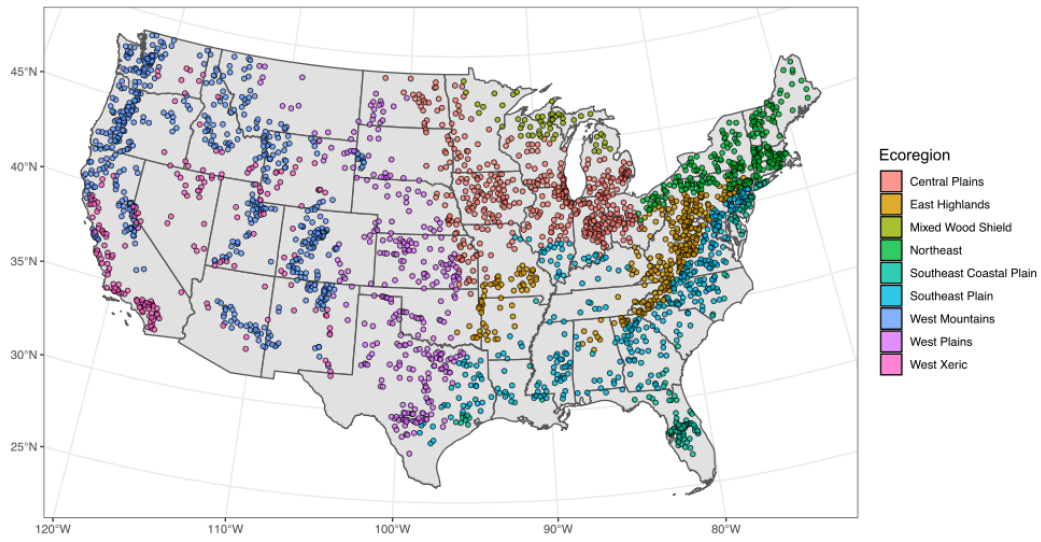 45°N
40°N
35°N
30°N
25°N
120°W
110°W
100°W
90°W
80°W
Ecoregion
Central Plains
East Highlands
Mixed Wood Shield
Northeast
Southeast Coastal Plain
Southeast Plain
West Mountains
West Plains
West Xeric